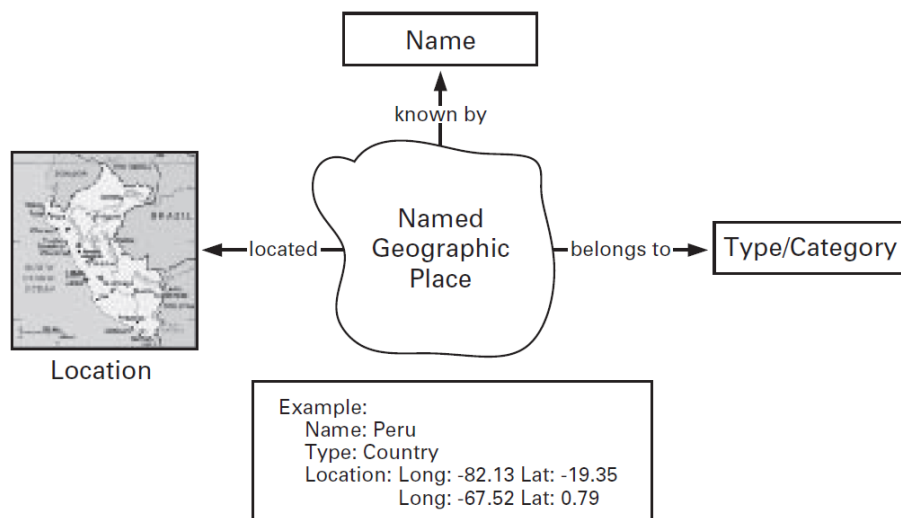 Name
known by
BRAZIL
Named
Geographic
Place
located
belongs to
Type/Category
Location
Example:
Name: Peru
Type: Country
Location: Long: -82.13 Lat: -19.35
Long: -67.52 Lat: 0.79